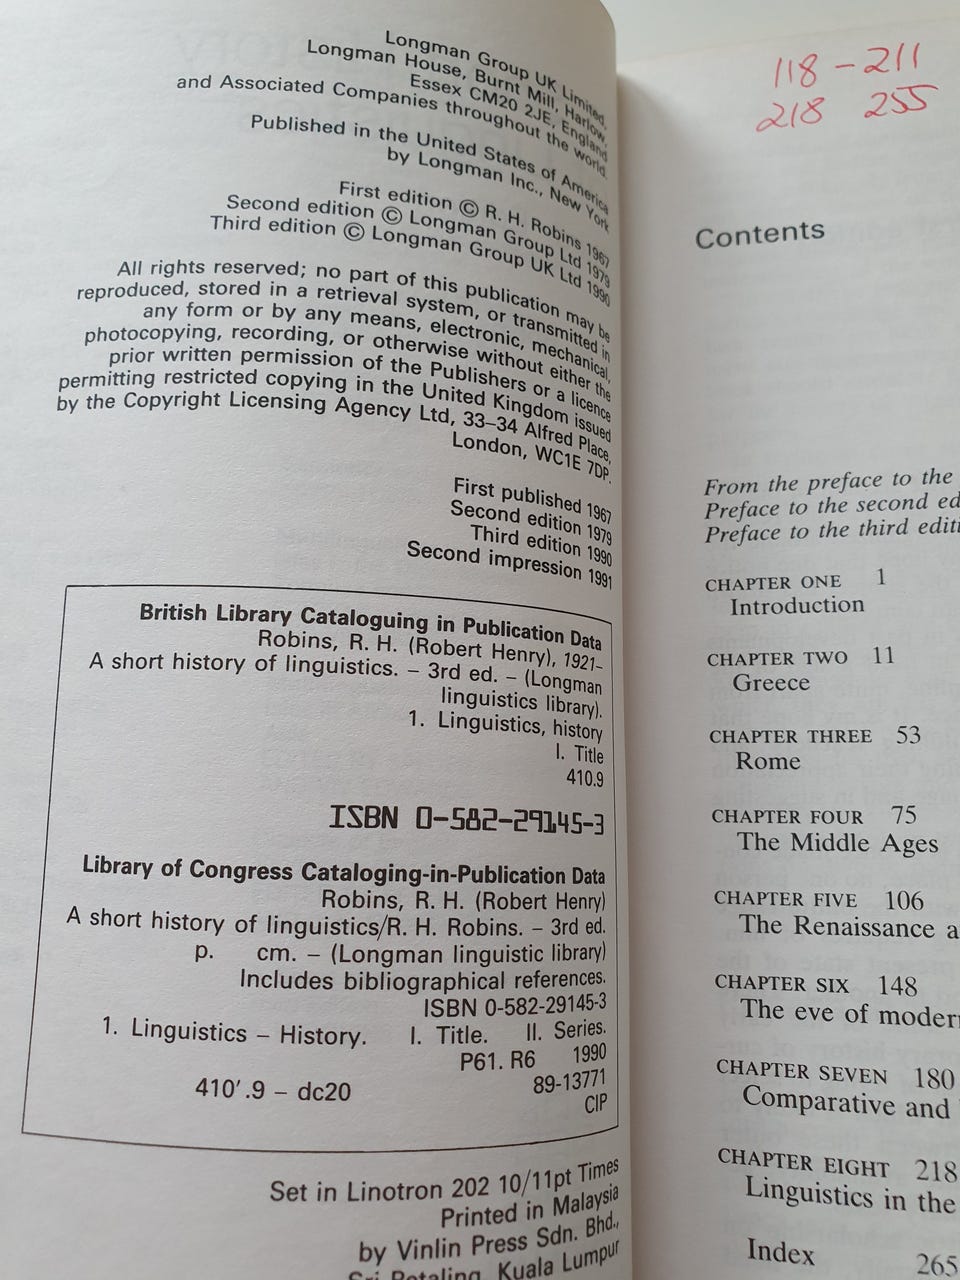 Longman Group UK Limited,
Longman House, Burnt Mill, Harlow,
Essex CM20 2JE, England
and Associated Companies throughout the world.
Published in the United States of America
by Longman Inc., New York
First edition © R. H. Robins 1967
Second edition © Longman Group Ltd 1979
Third edition © Longman Group UK Ltd 1990
All rights reserved; no part of this publication may be
reproduced, stored in a retrieval system, or transmitted in
any form or by any means, electronic, mechanical,
photocopying, recording, or otherwise without either the
prior written permission of the Publishers or a licence
permitting restricted copying in the United Kingdom issued
by the Copyright Licensing Agency Ltd, 33–34 Alfred Place,
London, WC1E 7DP.
First published 1967
Second edition 1979
Third edition 1990
Second impression 1991
British Library Cataloguing in Publication Data
Robins, R. H. (Robert Henry), 1921–
A short history of linguistics. – 3rd ed. – (Longman
linguistics library).
1. Linguistics, history
I. Title
410.9
ISBN 0-582-29145-3
Library of Congress Cataloging-in-Publication Data
Robins, R. H. (Robert Henry)
A short history of linguistics/R. H. Robins. – 3rd ed.
p. cm. – (Longman linguistic library)
Includes bibliographical references.
ISBN 0-582-29145-3
1. Linguistics – History. I. Title. II. Series.
P61. R6 1990
410'.9 – dc20 89-13771
CIP
Set in Linotron 202 10/11pt Times
Printed in Malaysia
by Vinlin Press Sdn. Bhd.,
Sri Petaling, Kuala Lumpur
118 – 211
218 255
Contents
From the preface to the
Preface to the second ed
Preface to the third editi
CHAPTER ONE 1
Introduction
CHAPTER TWO 11
Greece
CHAPTER THREE 53
Rome
CHAPTER FOUR 75
The Middle Ages
CHAPTER FIVE 106
The Renaissance a
CHAPTER SIX 148
The eve of modern
CHAPTER SEVEN 180
Comparative and
CHAPTER EIGHT 218
Linguistics in the
Index 265